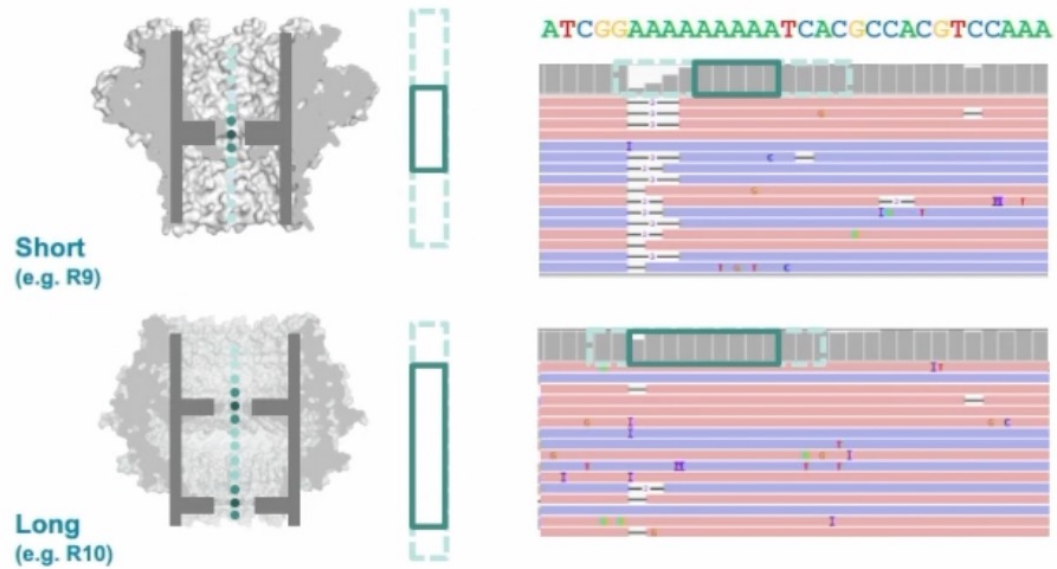 ATCGGAAAAAAAAATCACGCCACGTCCAAA
Short
(e.g. R9)
Long
(e.g. R10)